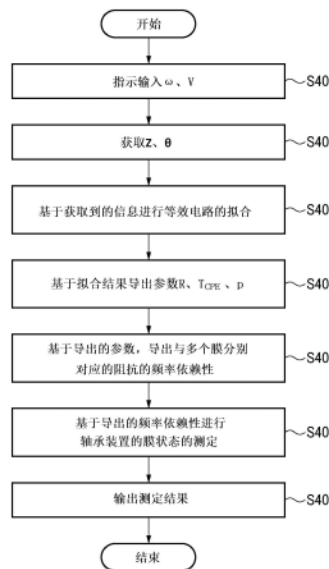 开始
指示输入ω、V
S40
获取Z、θ
S40
基于获取到的信息进行等效电路的拟合
S40
基于拟合结果导出参数R、TCPE、p
S40
基于导出的参数，导出与多个膜分别
对应的阻抗的频率依赖性
S40
基于导出的频率依赖性进行
轴承装置的膜状态的测定
S40
输出测定结果
S40
结束